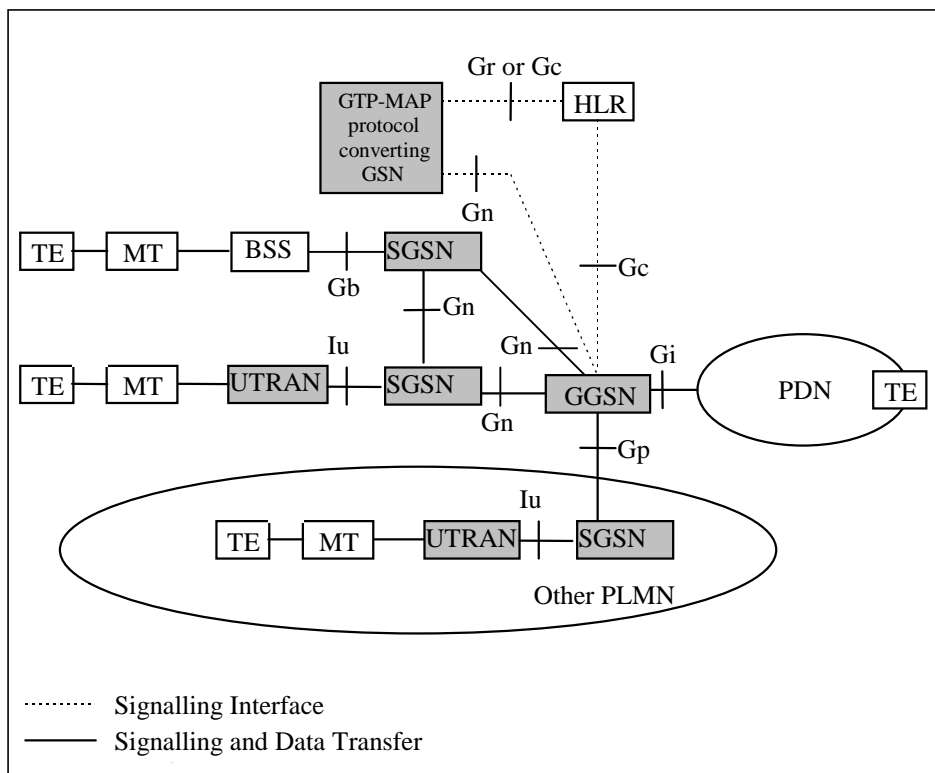 Gr or Gc
GTP-MAP
protocol
converting
GSN
HLR
Gn
TE
MT
BSS
Gb
SGSN
Gc
Gn
Gn
TE
MT
UTRAN
Iu
SGSN
Gn
GGSN
Gi
PDN
TE
Gp
TE
MT
UTRAN
Iu
SGSN
Other PLMN
Signalling Interface
Signalling and Data Transfer